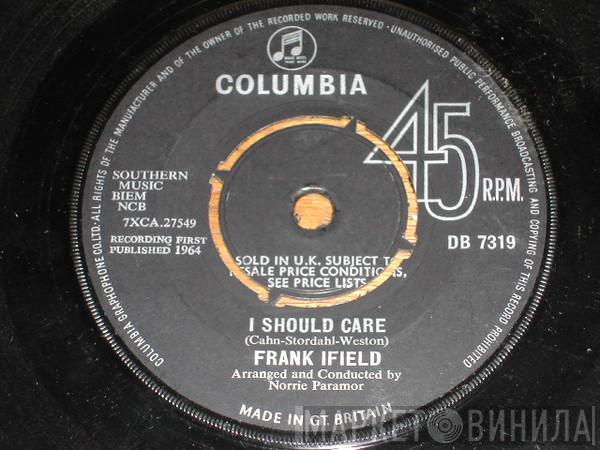 COLUMBIA GRAPHOPHONE CO.LTD.·ALL RIGHTS OF THE MANUFACTURER AND OF THE OWNER OF THE RECORDED WORK RESERVED · UNAUTHORISED PUBLIC PERFORMANCE BROADCASTING AND COPYING OF THIS RECORD PROHIBITED
COLUMBIA
45
R.P.M.
SOUTHERN
MUSIC
BIEM
NCB
7XCA.27549
RECORDING FIRST
PUBLISHED 1964
DB 7319
SOLD IN U.K. SUBJECT T
SALE PRICE CONDITIONS,
SEE PRICE LISTS
I SHOULD CARE
(Cahn-Stordahl-Weston)
FRANK IFIELD
Arranged and Conducted by
Norrie Paramor
MADE IN GT. BRITAIN
МАРКЕТ ВИНИЛА